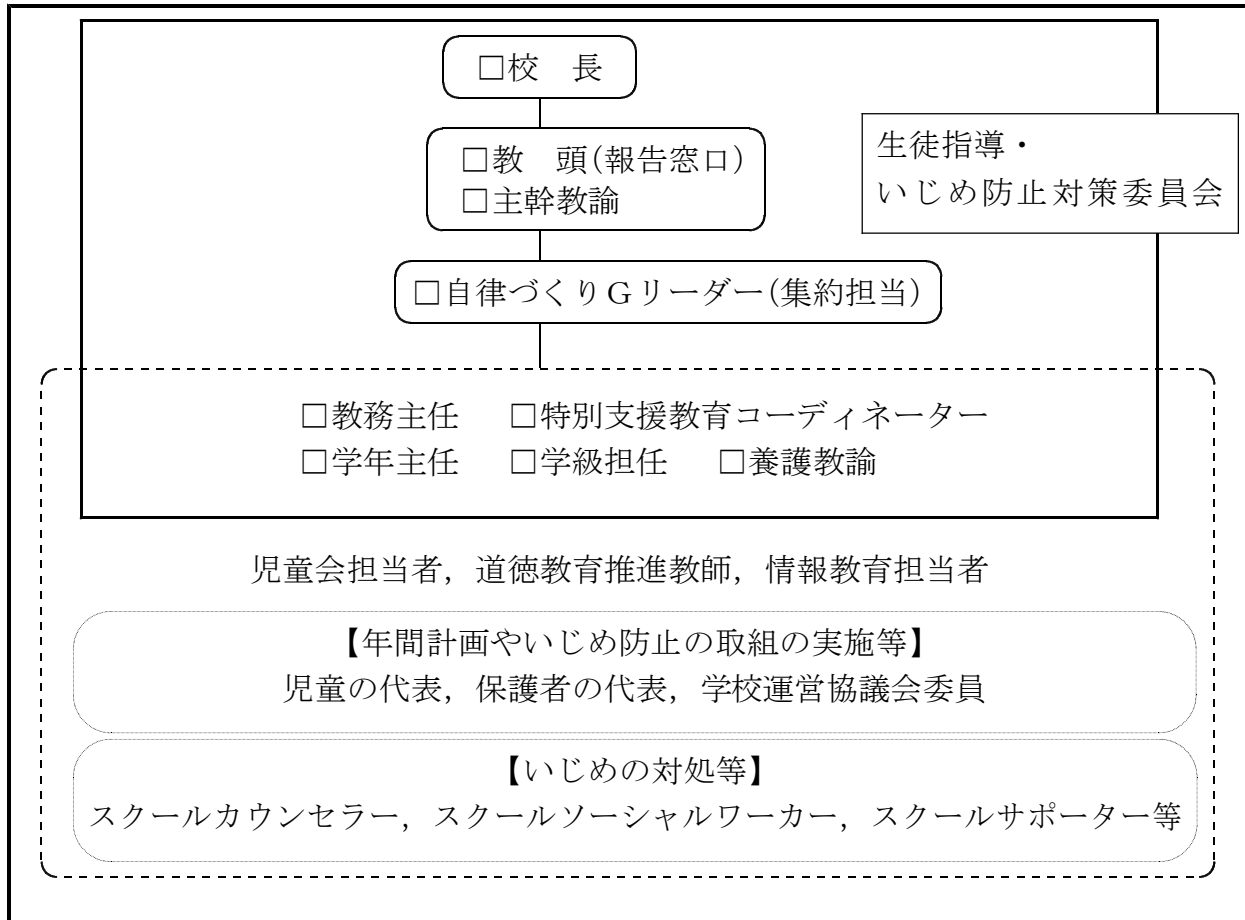 □校　長
□教　頭(報告窓口)
□主幹教諭
生徒指導・
いじめ防止対策委員会
□自律づくりGリーダー(集約担当)
□教務主任　□特別支援教育コーディネーター
□学年主任　□学級担任　□養護教諭
児童会担当者，道徳教育推進教師，情報教育担当者
【年間計画やいじめ防止の取組の実施等】
児童の代表，保護者の代表，学校運営協議会委員
【いじめの対処等】
スクールカウンセラー，スクールソーシャルワーカー，スクールサポーター等